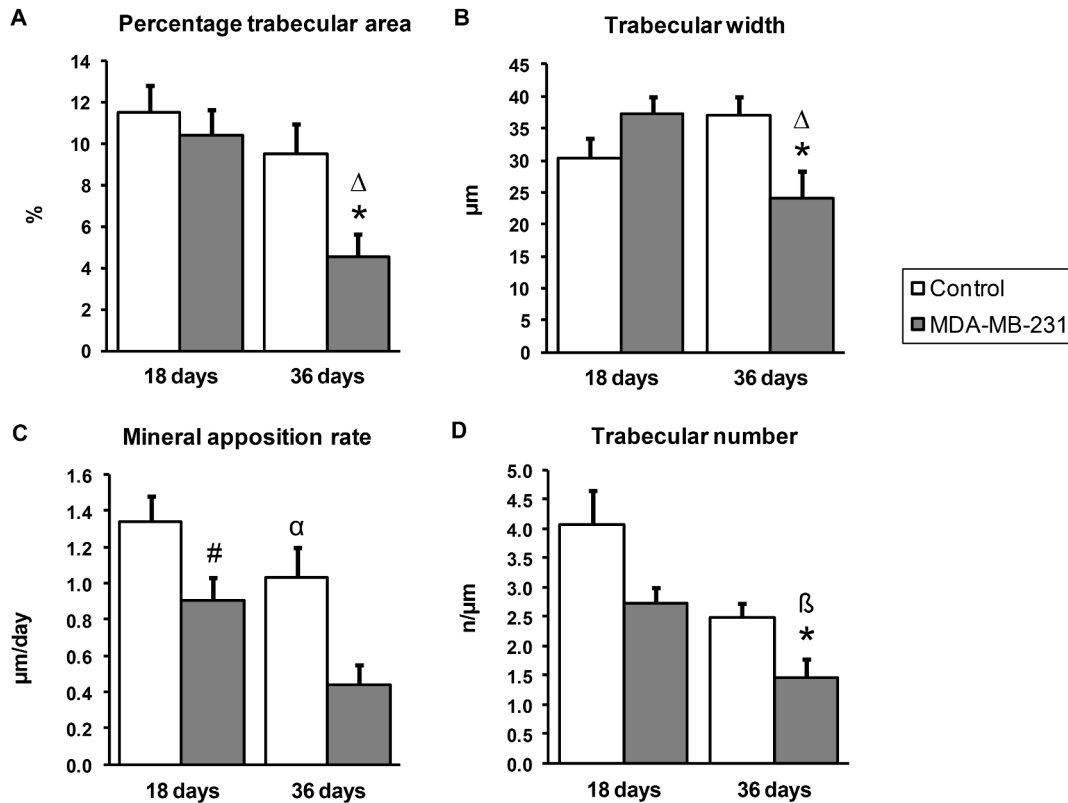 A
Percentage trabecular area
14
12
10
8
6
4
2
0
%
Δ
*
18 days
36 days
B
Trabecular width
45
40
35
30
25
20
15
10
5
0
µm
Δ
*
18 days
36 days
Control
MDA-MB-231
C
Mineral apposition rate
1.6
1.4
1.2
1.0
0.8
0.6
0.4
0.2
0.0
µm/day
#
α
18 days
36 days
D
Trabecular number
5.0
4.5
4.0
3.5
3.0
2.5
2.0
1.5
1.0
0.5
0.0
n/µm
ß
*
18 days
36 days